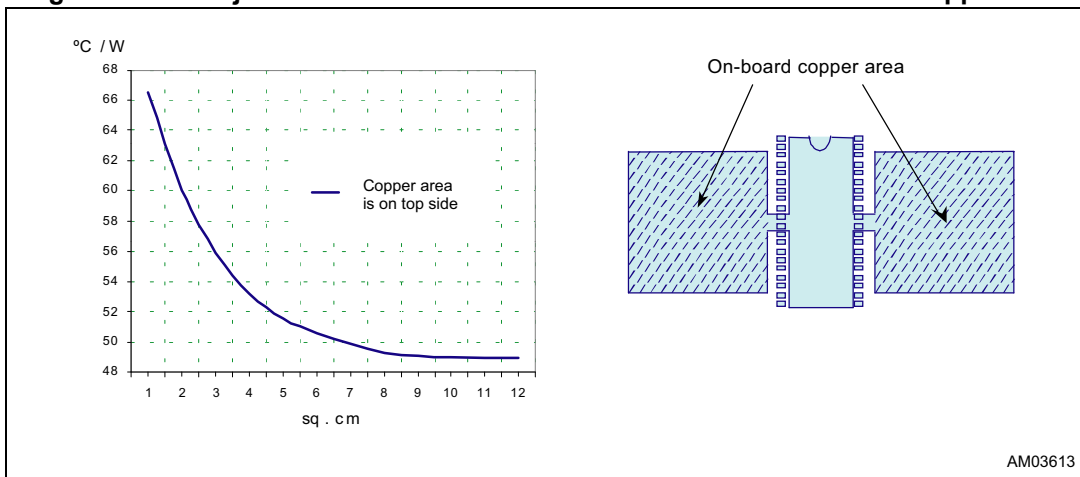 ºC / W
68
66
64
62
60
58
56
54
52
50
48
1 2 3 4 5 6 7 8 9 10 11 12
sq . cm
Copper area
is on top side
On-board copper area
AM03613